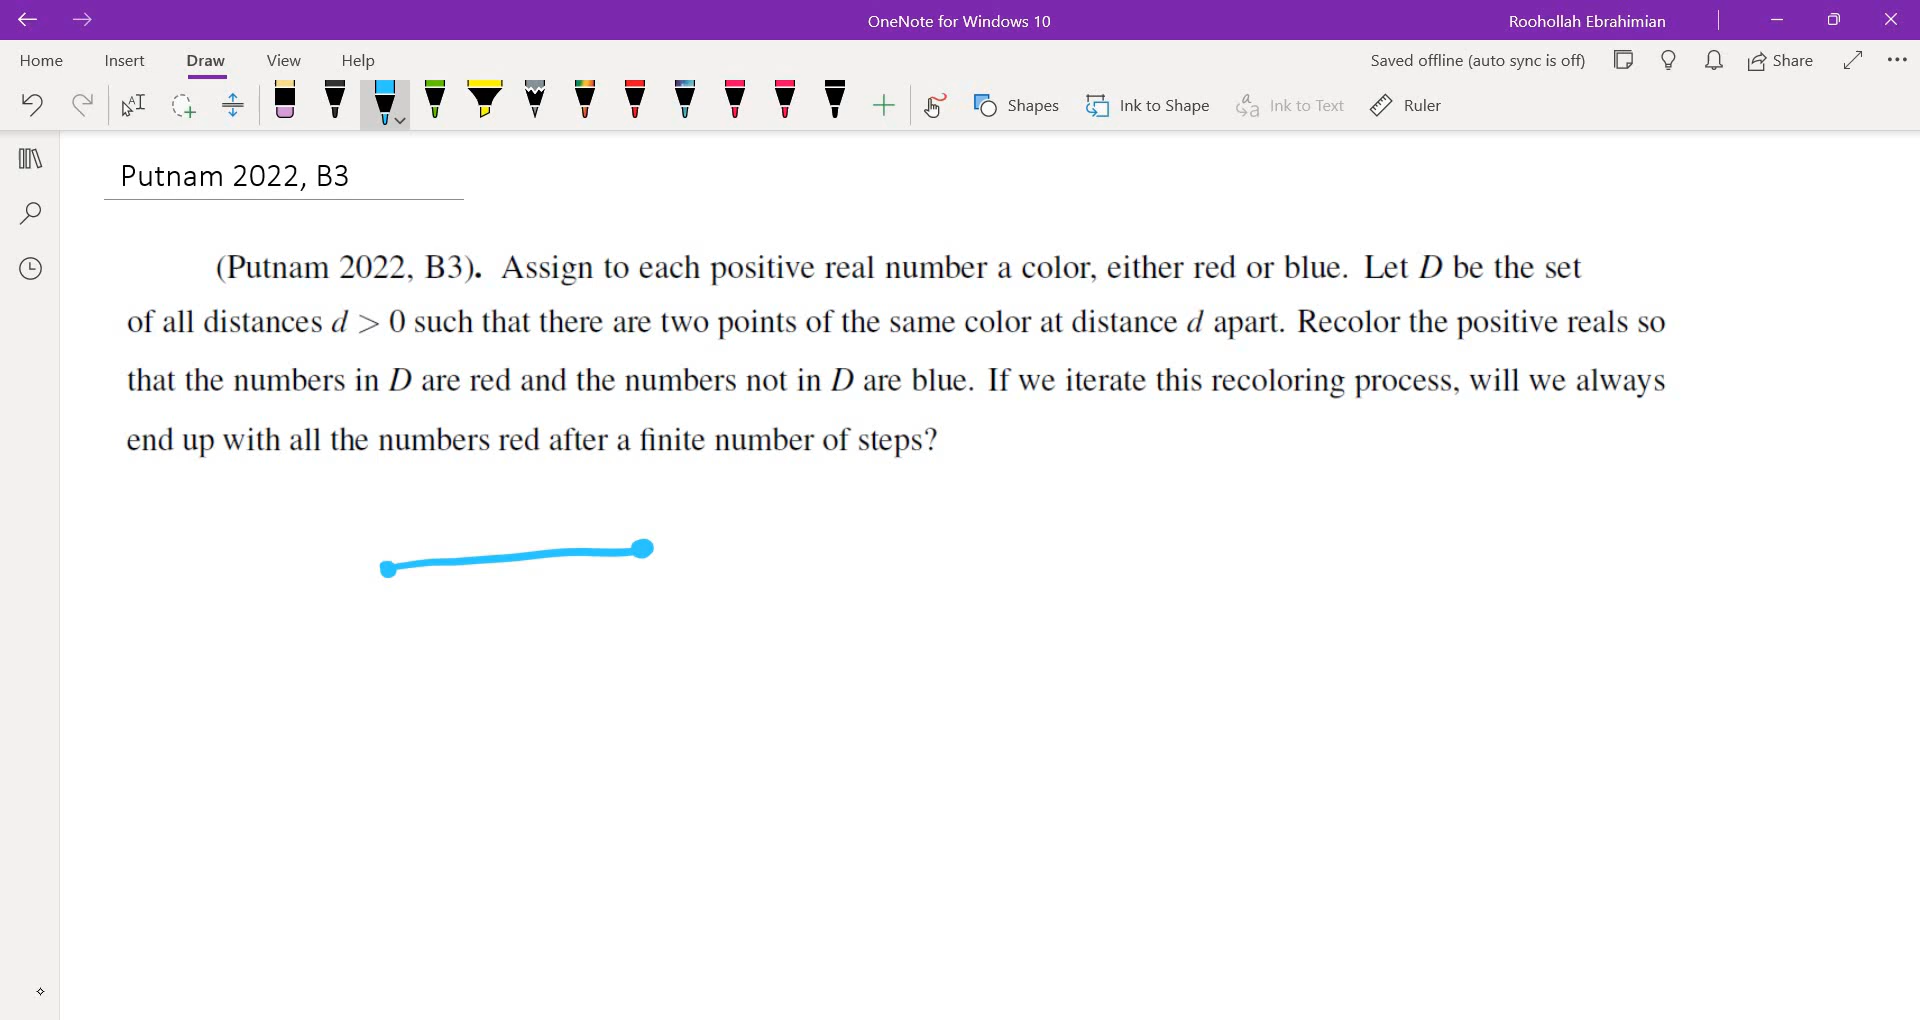 OneNote for Windows 10
Roohollah Ebrahimian
Home Insert Draw View Help
Saved offline (auto sync is off) Share
Shapes Ink to Shape Ink to Text Ruler
Putnam 2022, B3
(Putnam 2022, B3). Assign to each positive real number a color, either red or blue. Let D be the set
of all distances d > 0 such that there are two points of the same color at distance d apart. Recolor the positive reals so
that the numbers in D are red and the numbers not in D are blue. If we iterate this recoloring process, will we always
end up with all the numbers red after a finite number of steps?